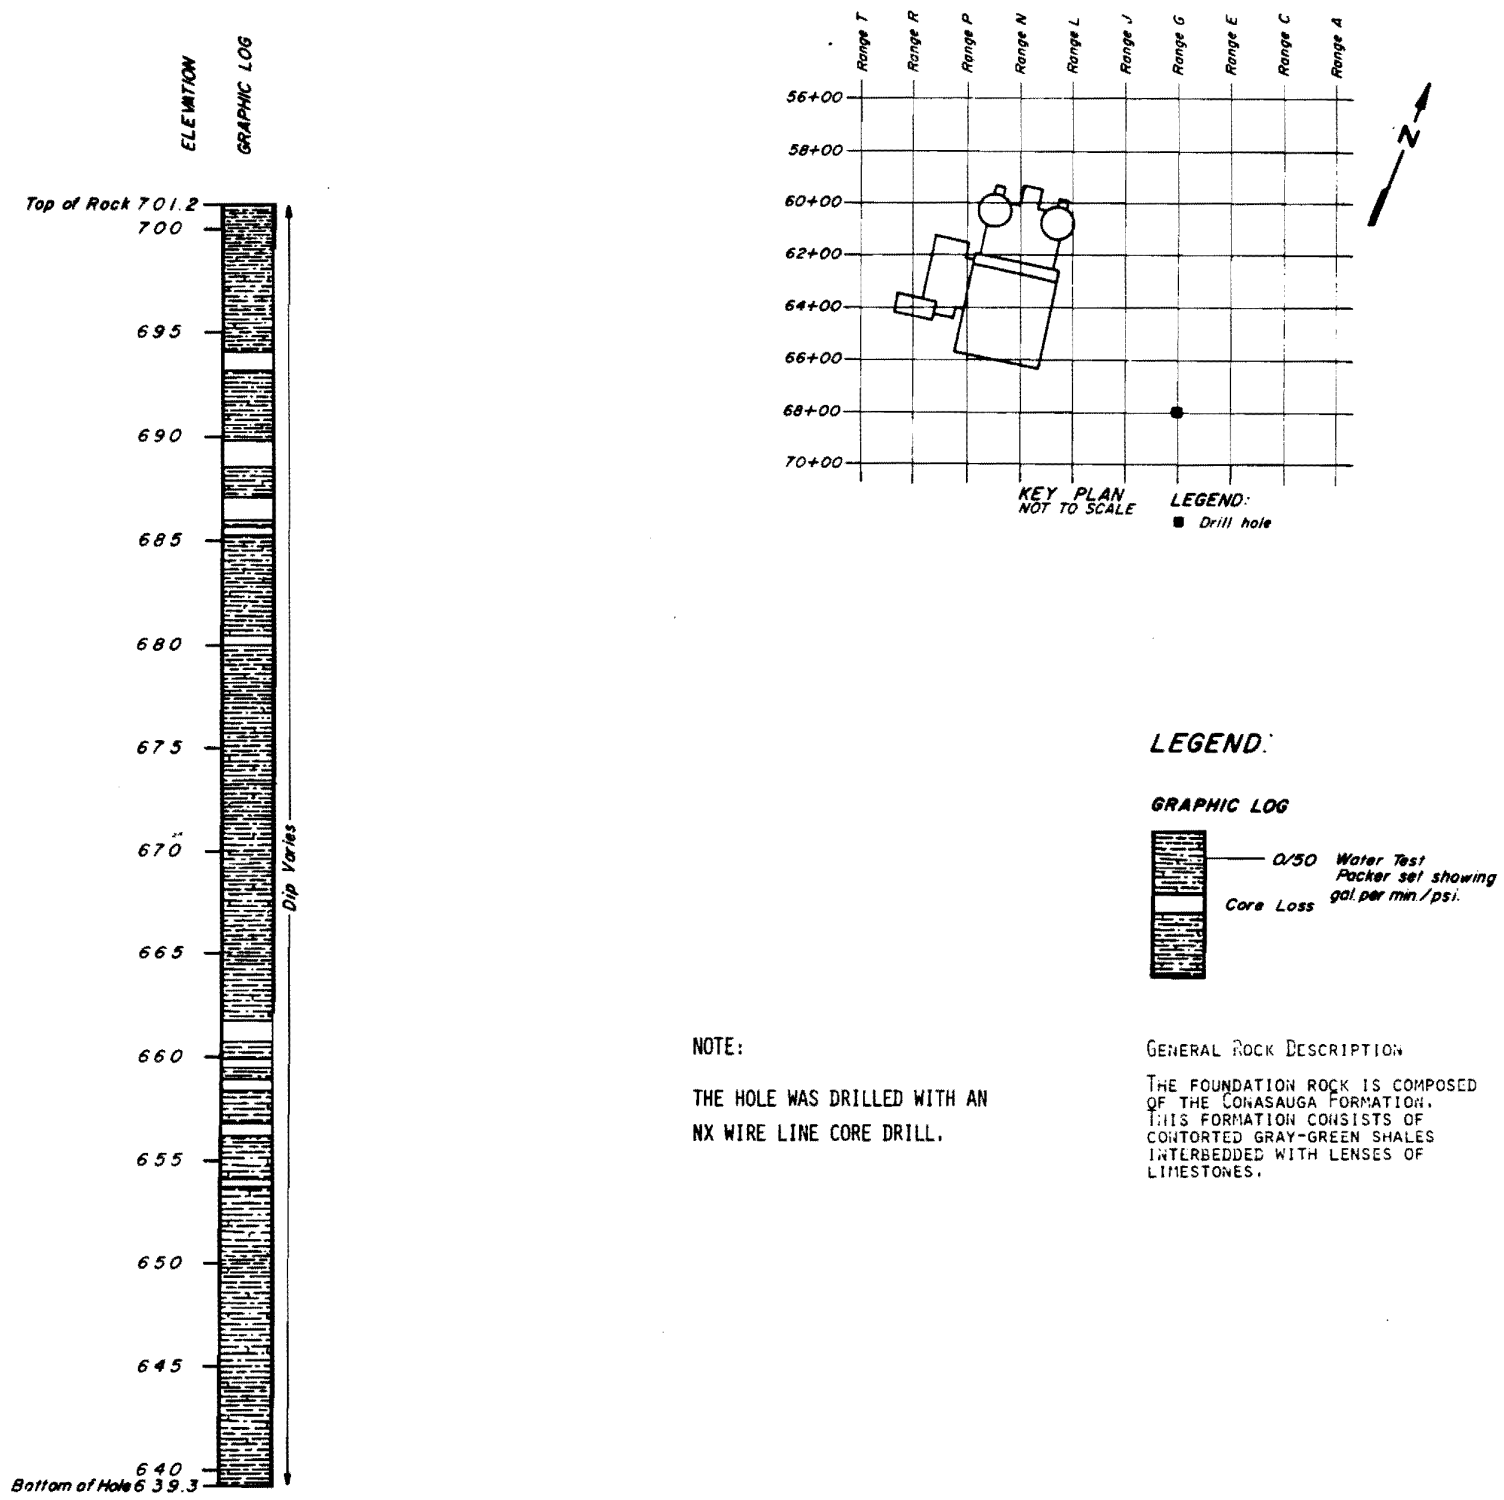 ELEVATION
GRAPHIC LOG
Top of Rock 701.2
700
695
690
685
680
675
670
665
660
655
650
645
640
Bottom of Hole 639.3
Dip Varies
Range T
Range R
Range P
Range N
Range L
Range J
Range G
Range E
Range C
Range A
56+00
58+00
60+00
62+00
64+00
66+00
68+00
70+00
N
KEY PLAN
NOT TO SCALE
LEGEND:
Drill hole
LEGEND:
GRAPHIC LOG
0/50 Water Test
Packer set showing
gal. per min./psi.
Core Loss
NOTE:
THE HOLE WAS DRILLED WITH AN
NX WIRE LINE CORE DRILL.
GENERAL ROCK DESCRIPTION
THE FOUNDATION ROCK IS COMPOSED
OF THE CONASAUGA FORMATION.
THIS FORMATION CONSISTS OF
CONTORTED GRAY-GREEN SHALES
INTERBEDDED WITH LENSES OF
LIMESTONES.